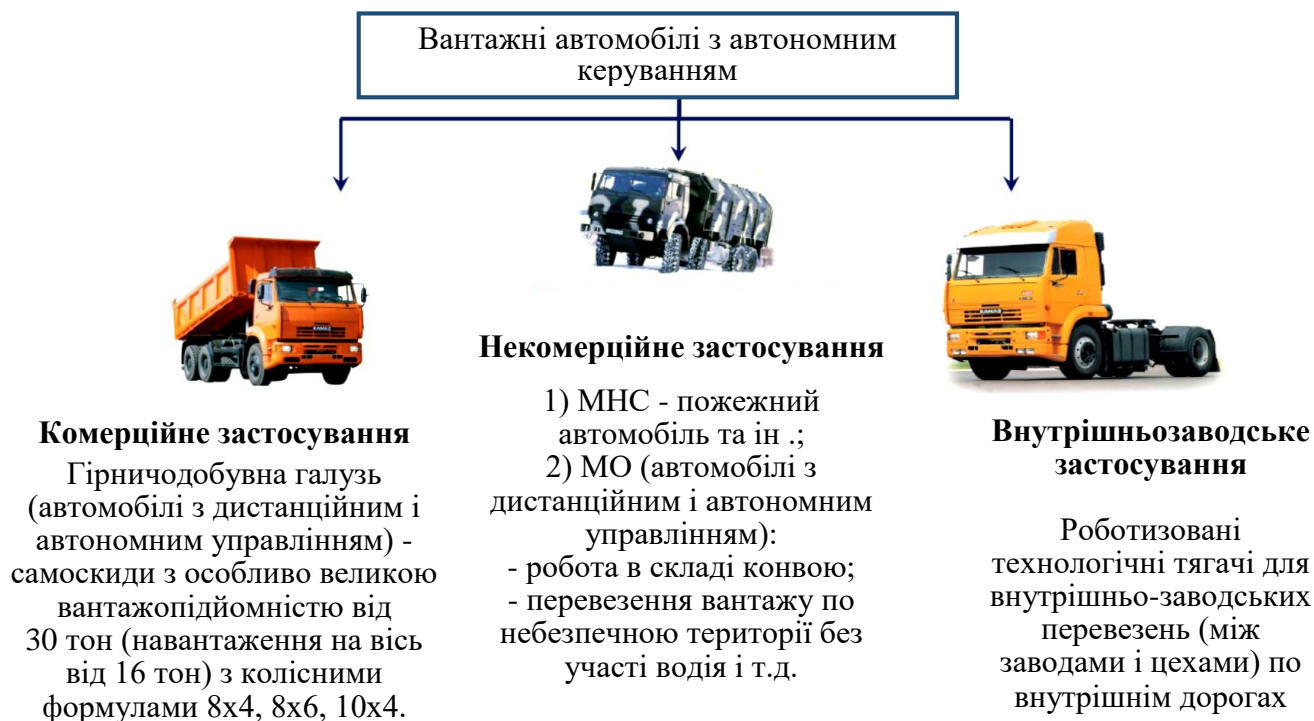 Вантажні автомобілі з автономним
керуванням
КАМАЗ
Комерційне застосування
Гірничодобувна галузь
(автомобілі з дистанційним і
автономним управлінням) -
самоскиди з особливо великою
вантажопідйомністю від
30 тон (навантаження на вісь
від 16 тон) з колісними
формулами 8х4, 8х6, 10х4.
Некомерційне застосування
1) МНС - пожежний
автомобіль та ін .;
2) МО (автомобілі з
дистанційним і автономним
управлінням):
- робота в складі конвою;
- перевезення вантажу по
небезпечною території без
участі водія і т.д.
KAMAZ
Внутрішньозаводське
застосування
Роботизовані
технологічні тягачі для
внутрішньо-заводських
перевезень (між
заводами і цехами) по
внутрішнім дорогах